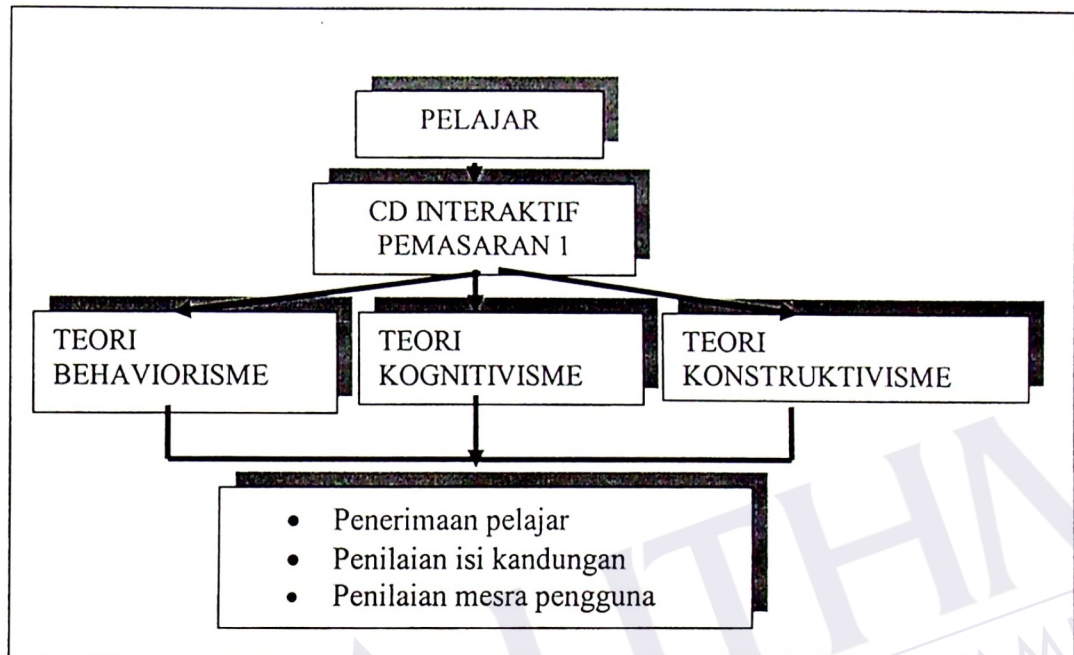 PELAJAR
CD INTERAKTIF
PEMASARAN 1
TEORI
BEHAVIORISME
TEORI
KOGNITIVISME
TEORI
KONSTRUKTIVISME
• Penerimaan pelajar
• Penilaian isi kandungan
• Penilaian mesra pengguna
UTHM